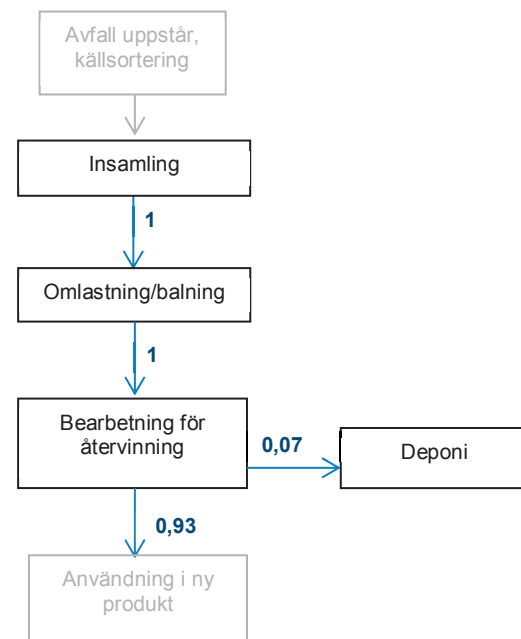 Avfall uppstår,
källsortering
Insamling
1
Omlastning/balning
1
Bearbetning för
återvinning
0,07
Deponi
0,93
Användning i ny
produkt